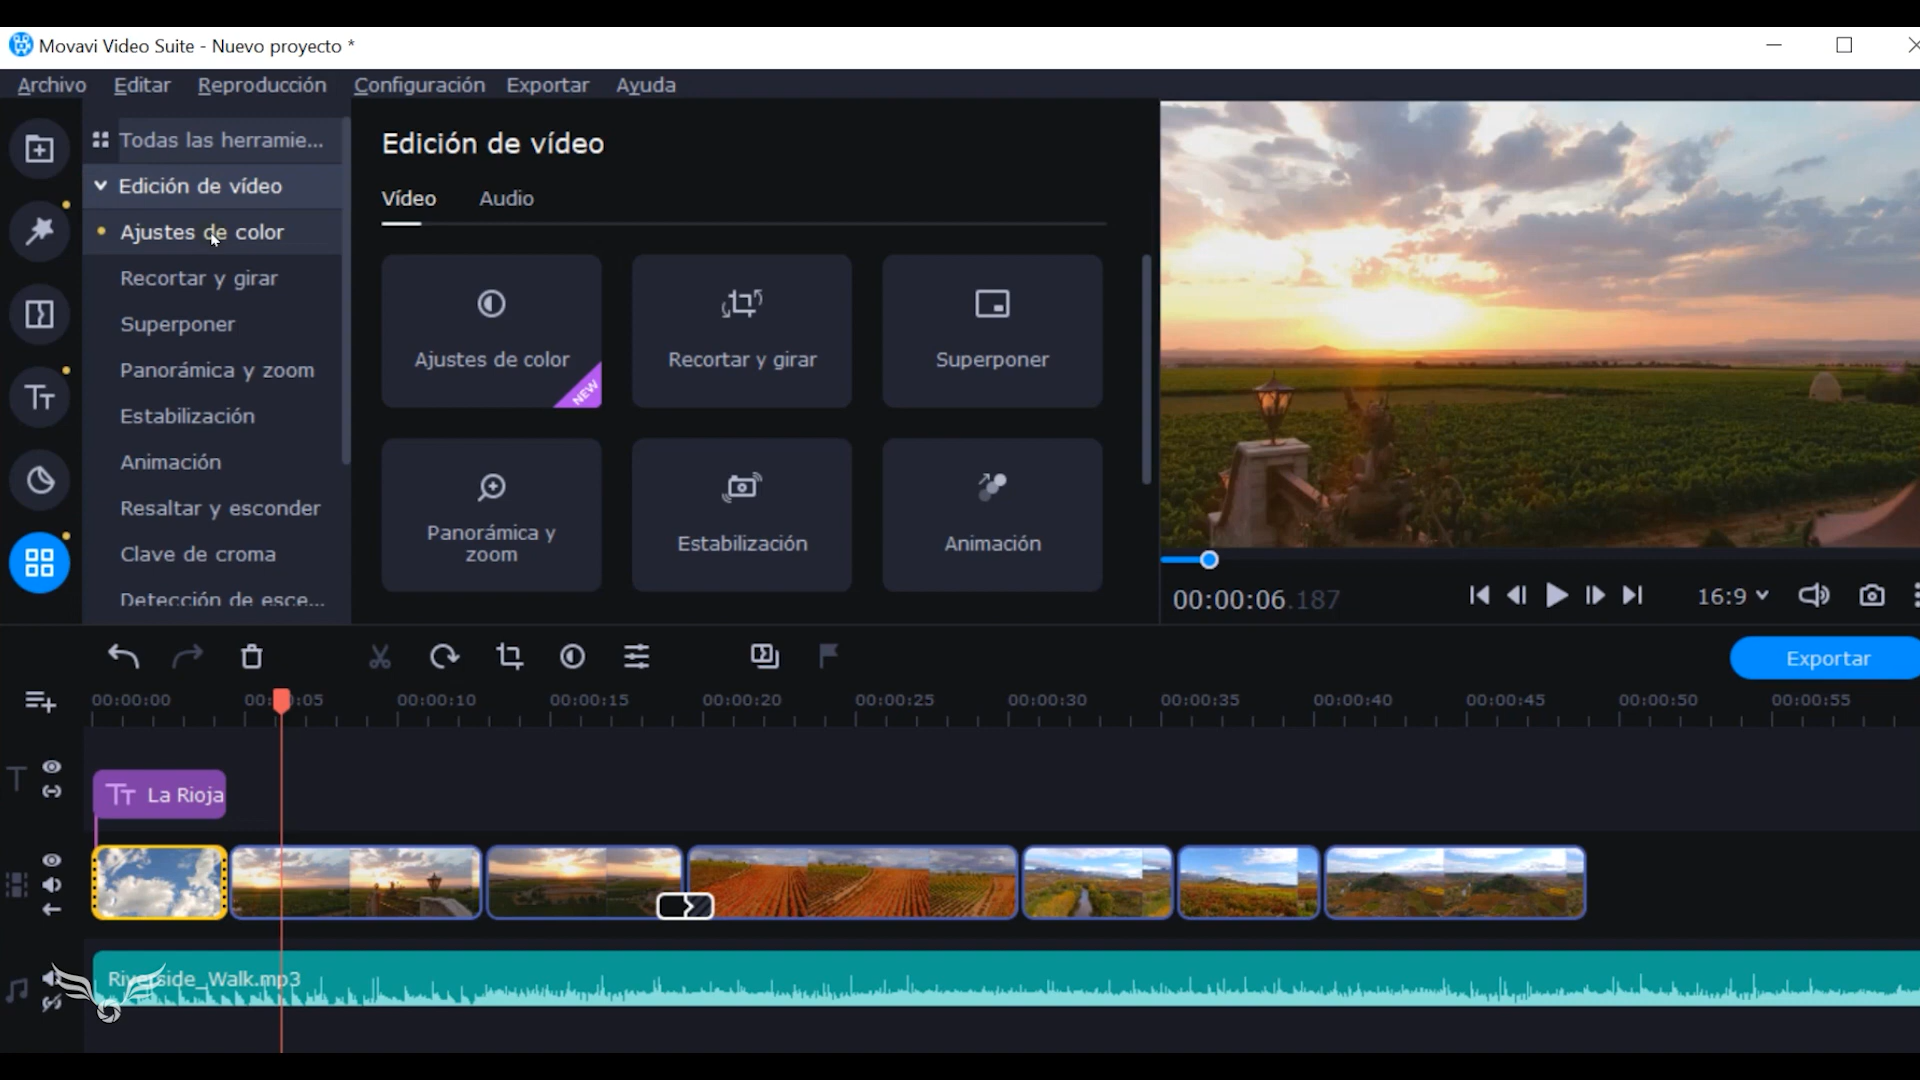 Movavi Video Suite - Nuevo proyecto *
Archivo Editar Reproducción Configuración Exportar Ayuda
Todas las herramie...
Edición de vídeo
Ajustes de color
Recortar y girar
Superponer
Panorámica y zoom
Estabilización
Animación
Resaltar y esconder
Clave de croma
Detección de esce...
Edición de vídeo
Vídeo Audio
Ajustes de color
NEW
Recortar y girar
Superponer
Panorámica y
zoom
Estabilización
Animación
00:00:06.187
16:9
Exportar
00:00:00 00:00:05 00:00:10 00:00:15 00:00:20 00:00:25 00:00:30 00:00:35 00:00:40 00:00:45 00:00:50 00:00:55
T
Tт La Rioja
Riverside_Walk.mp3